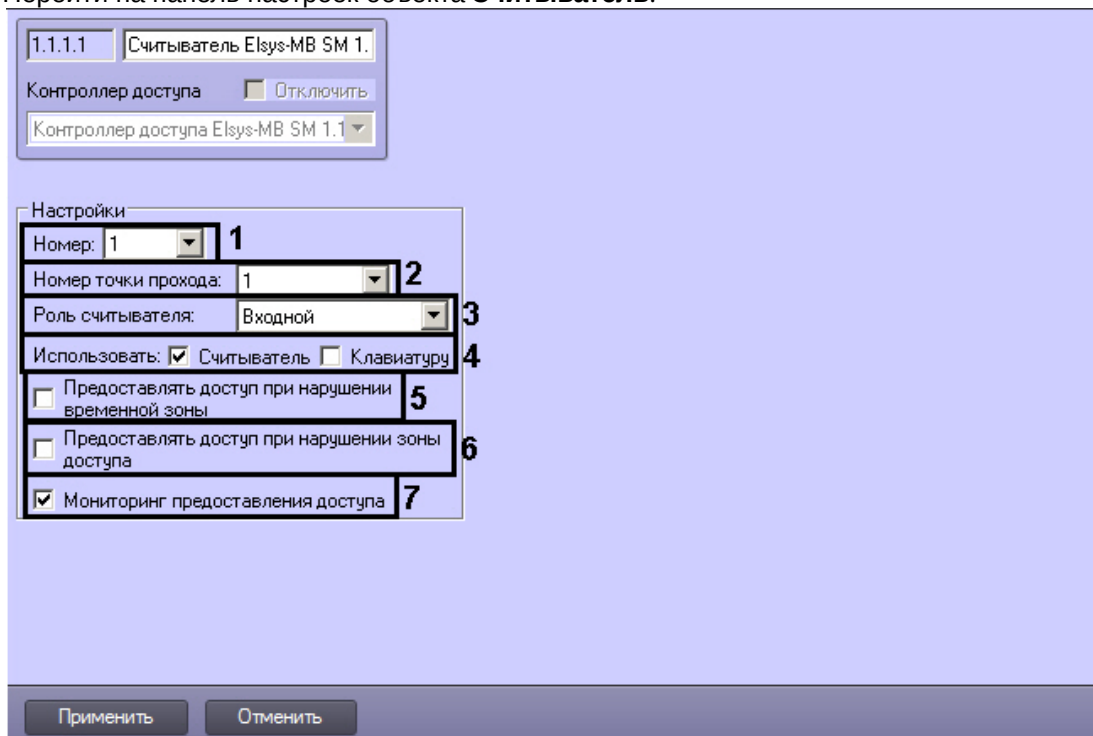 Перейти на панель настроек объекта Считыватель.
1.1.1.1 Считыватель Elsys-MB SM 1.
Контроллер доступа Отключить
Контроллер доступа Elsys-MB SM 1.1
Настройки
Номер: 1 1
Номер точки прохода: 1 2
Роль считывателя: Входной 3
Использовать: Считыватель Клавиатуру 4
Предоставлять доступ при нарушении
временной зоны 5
Предоставлять доступ при нарушении зоны
доступа 6
Мониторинг предоставления доступа 7
Применить Отменить